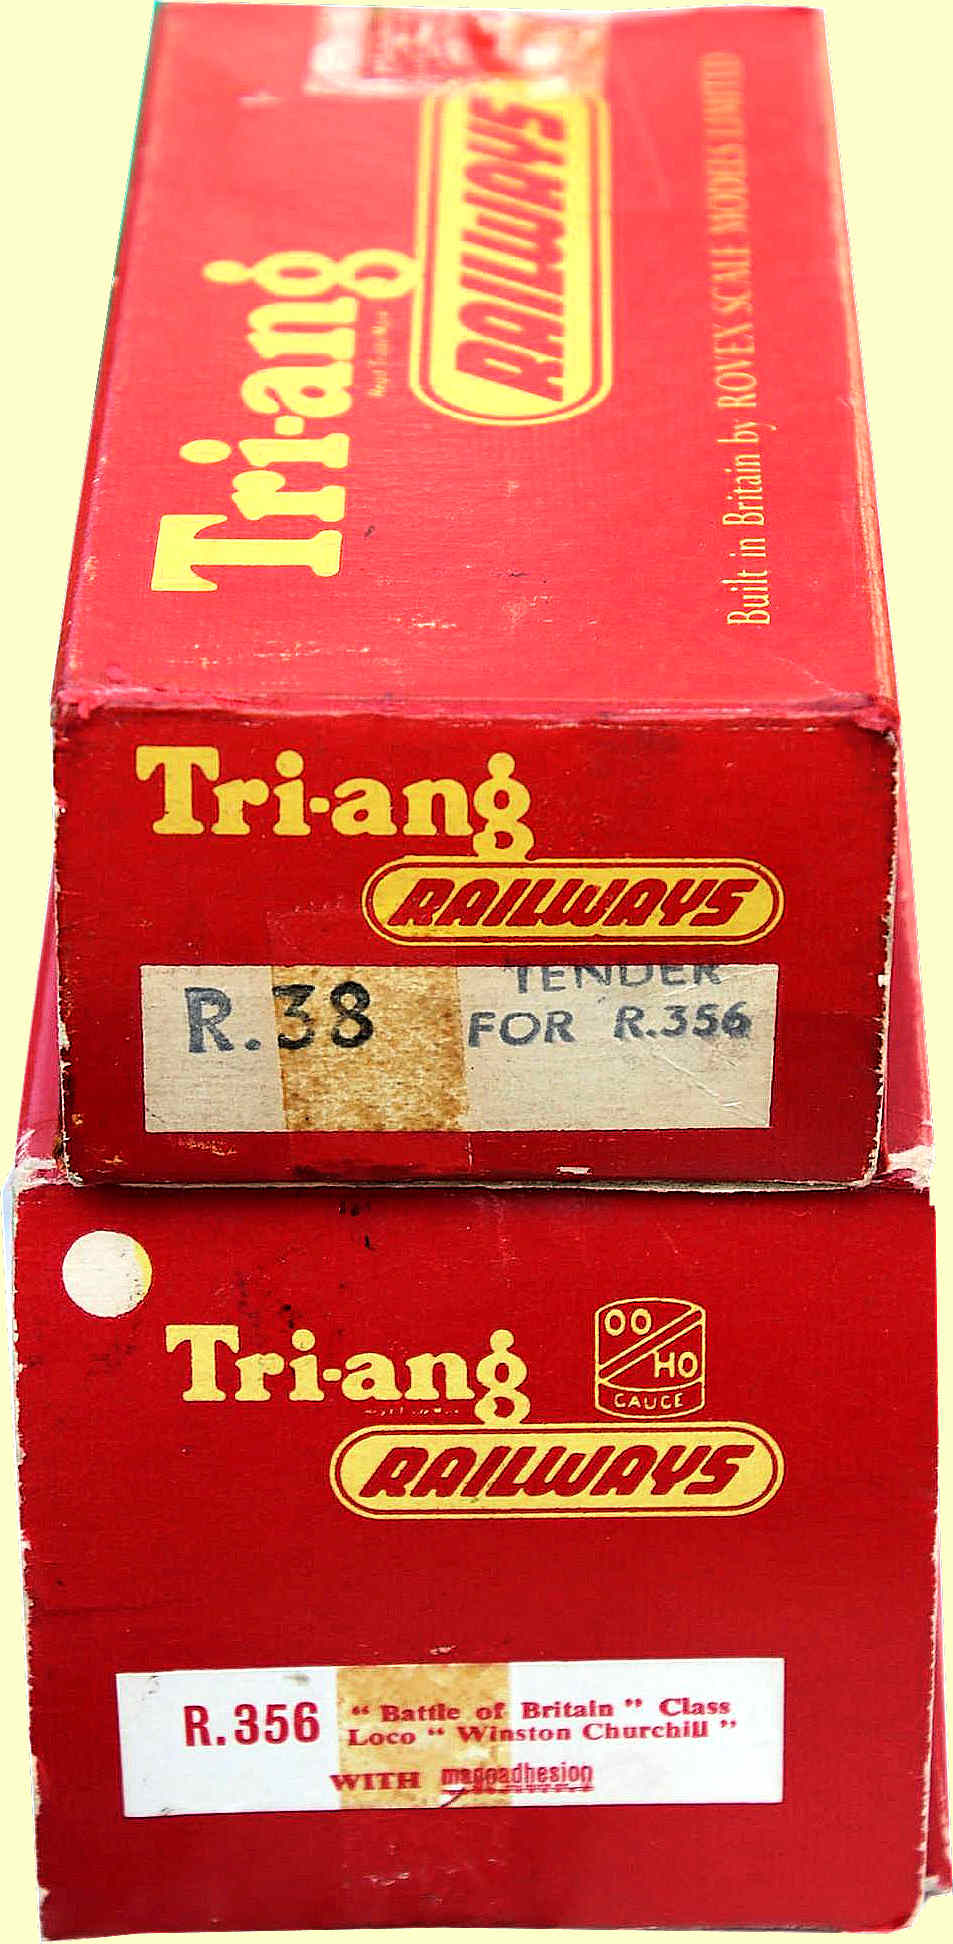 Tri-ang
RAILWAYS
Built in Britain by ROVEX SCALE MODELS LIMITED
Tri-ang
RAILWAYS
R.38
TENDER
FOR R.356
Tri-ang
OO
HO
GAUGE
RAILWAYS
R.356
“ Battle of Britain ” Class
Loco “ Winston Churchill ”
WITH magnadhesion